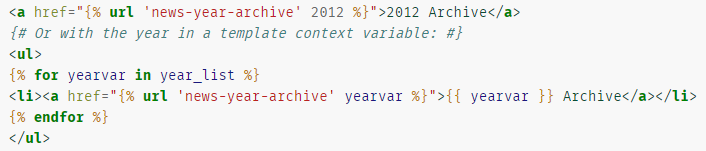 <a href="{% url 'news-year-archive' 2012 %}">2012 Archive</a>
{# Or with the year in a template context variable: #}
<ul>
{% for yearvar in year_list %}
<li><a href="{% url 'news-year-archive' yearvar %}">{{ yearvar }} Archive</a></li>
{% endfor %}
</ul>